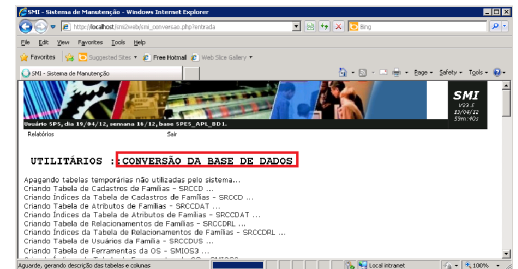 SMI - Sistema de Manutenção - Windows Internet Explorer
http://localhost/smi2web/smi_conversao.php?entrada
Bing
File Edit View Favorites Tools Help
Favorites Suggested Sites Free Hotmail Web Slice Gallery
SMI - Sistema de Manutenção
Page Safety Tools
SMI
19/04/12
Usuário SPS, dia 19/04/12, semana 16/12, base SPES_APL_BD1.
Relatórios Sair
UTILITÁRIOS ::CONVERSÃO DA BASE DE DADOS
Apagando tabelas temporárias não utilizadas pelo sistema...
Criando Tabela de Cadastros de Famílias - SRCCD ...
Criando Índices da Tabela de Cadastros de Famílias - SRCCD ...
Criando Tabela de Atributos de Famílias - SRCCDAT ...
Criando Índices da Tabela de Atributos de Famílias - SRCCDAT ...
Criando Tabela de Relacionamentos de Famílias - SRCCDRL ...
Criando Índices da Tabela de Relacionamentos de Famílias - SRCCDRL ...
Criando Tabela de Usuários da Família - SRCCDUS ...
Criando Tabela de Ferramentas da OS - SMIOS3 ...
Aguarde, gerando descrição das tabelas e colunas
Local intranet
100%